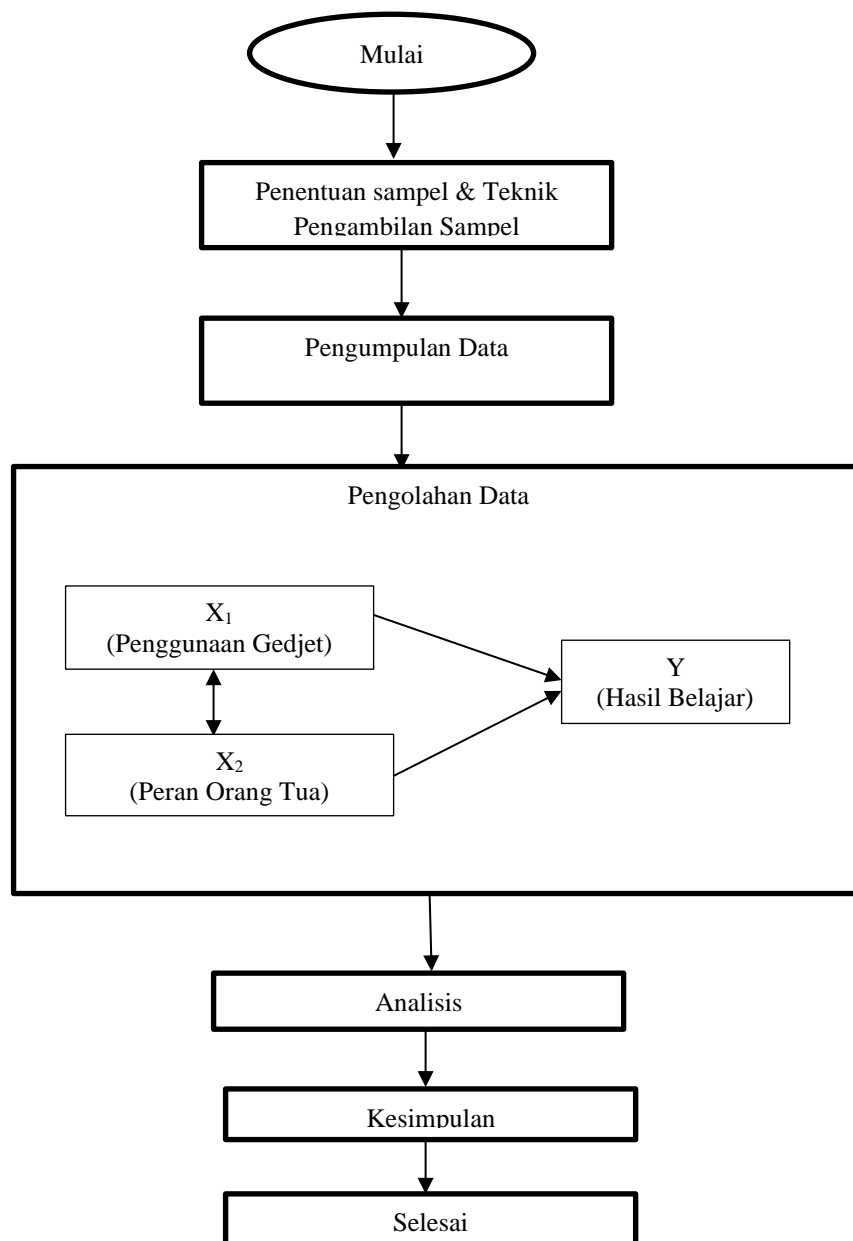 Mulai
Penentuan sampel & Teknik
Pengambilan Sampel
Pengumpulan Data
Pengolahan Data
X₁
(Penggunaan Gedjet)
Y
(Hasil Belajar)
X₂
(Peran Orang Tua)
Analisis
Kesimpulan
Selesai